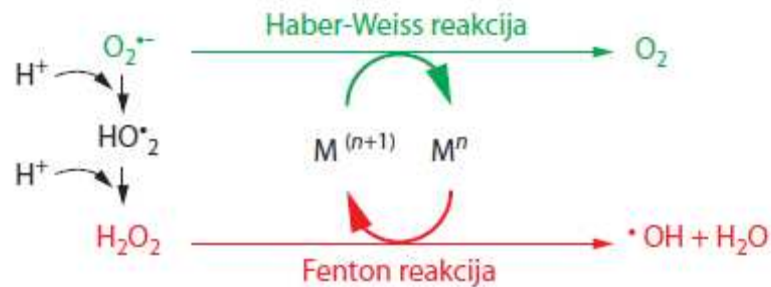 Haber-Weiss reakcija
O₂•⁻ O₂
H⁺
HO•₂ M⁽ⁿ⁺¹⁾ Mⁿ
H⁺
H₂O₂ • OH + H₂O
Fenton reakcija